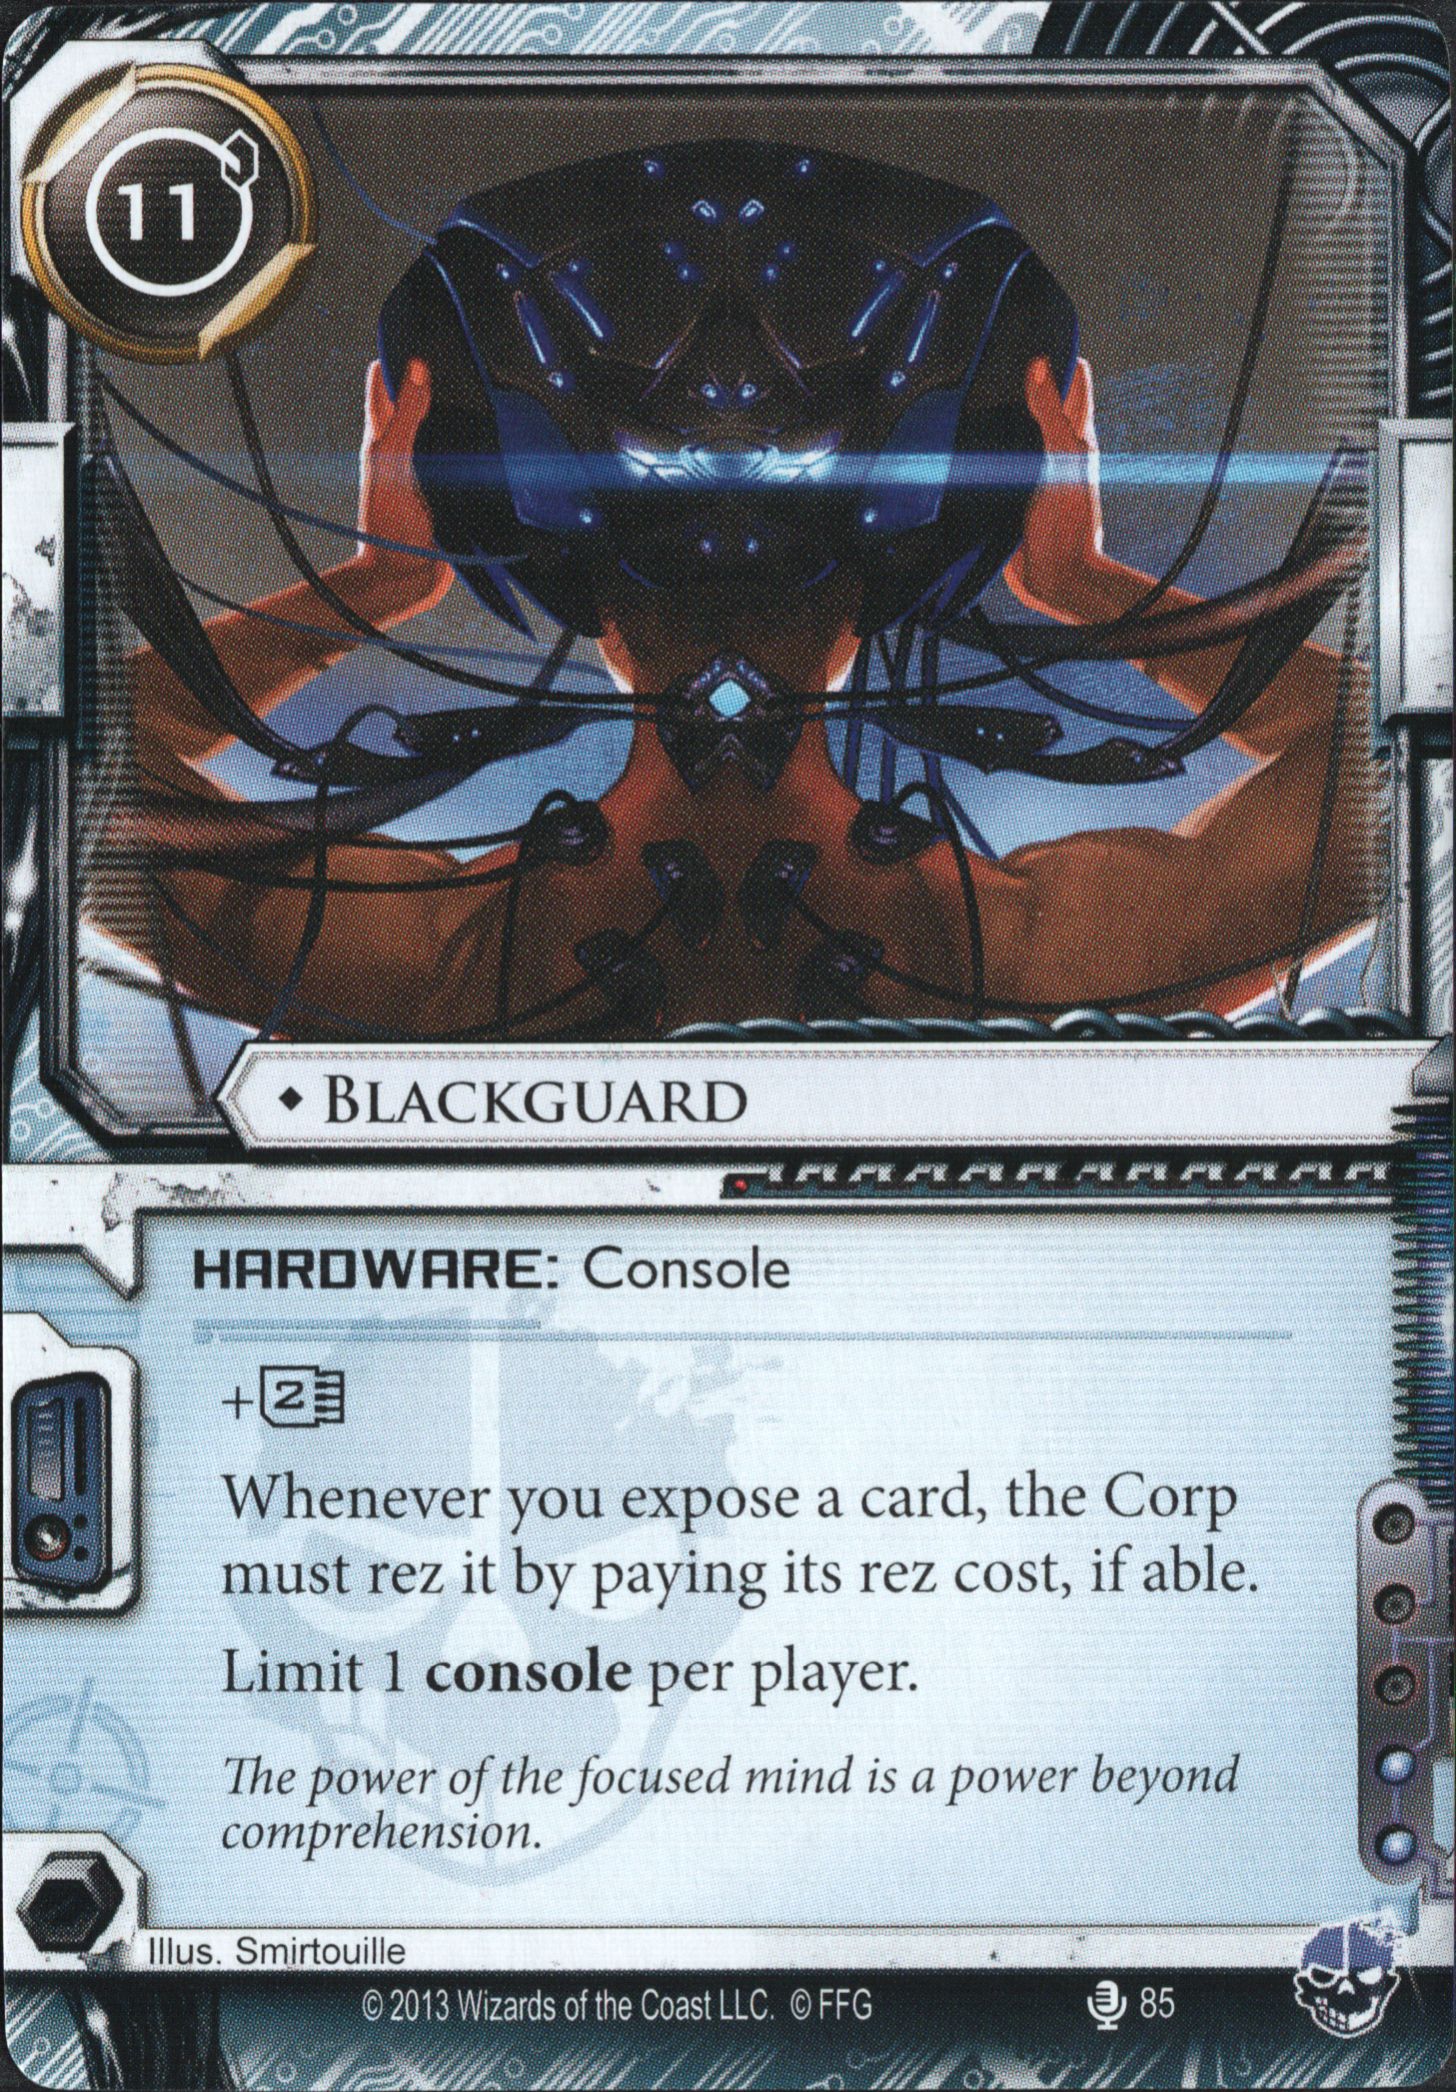 11
◆ BLACKGUARD
HARDWARE: Console
+2
Whenever you expose a card, the Corp
must rez it by paying its rez cost, if able.
Limit 1 console per player.
The power of the focused mind is a power beyond
comprehension.
Illus. Smirtouille
© 2013 Wizards of the Coast LLC. © FFG
85